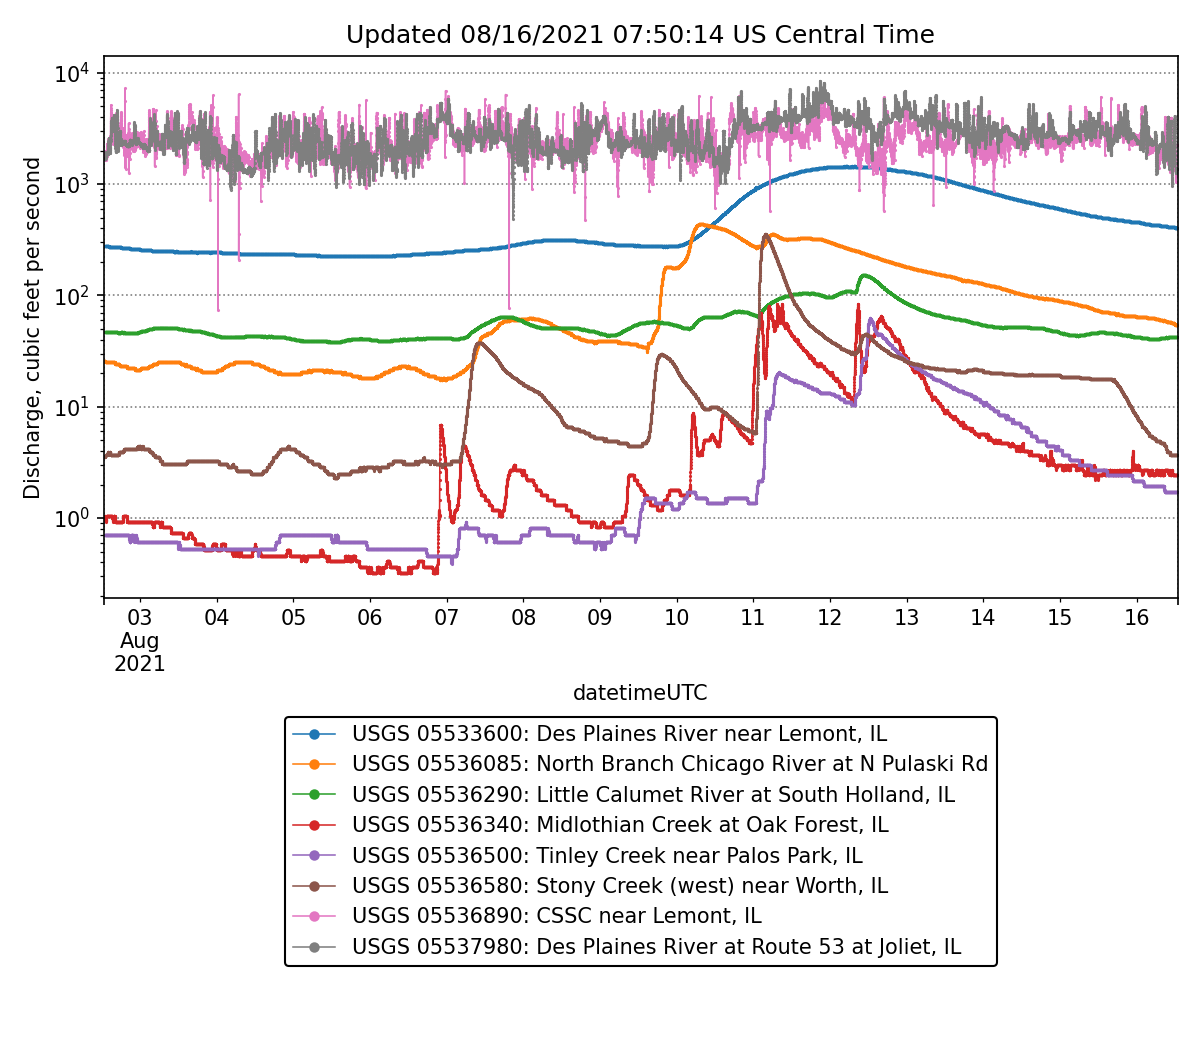 Updated 08/16/2021 07:50:14 US Central Time
Discharge, cubic feet per second
10^4
10^3
10^2
10^1
10^0
03 04 05 06 07 08 09 10 11 12 13 14 15 16
Aug
2021
datetimeUTC
USGS 05533600: Des Plaines River near Lemont, IL
USGS 05536085: North Branch Chicago River at N Pulaski Rd
USGS 05536290: Little Calumet River at South Holland, IL
USGS 05536340: Midlothian Creek at Oak Forest, IL
USGS 05536500: Tinley Creek near Palos Park, IL
USGS 05536580: Stony Creek (west) near Worth, IL
USGS 05536890: CSSC near Lemont, IL
USGS 05537980: Des Plaines River at Route 53 at Joliet, IL